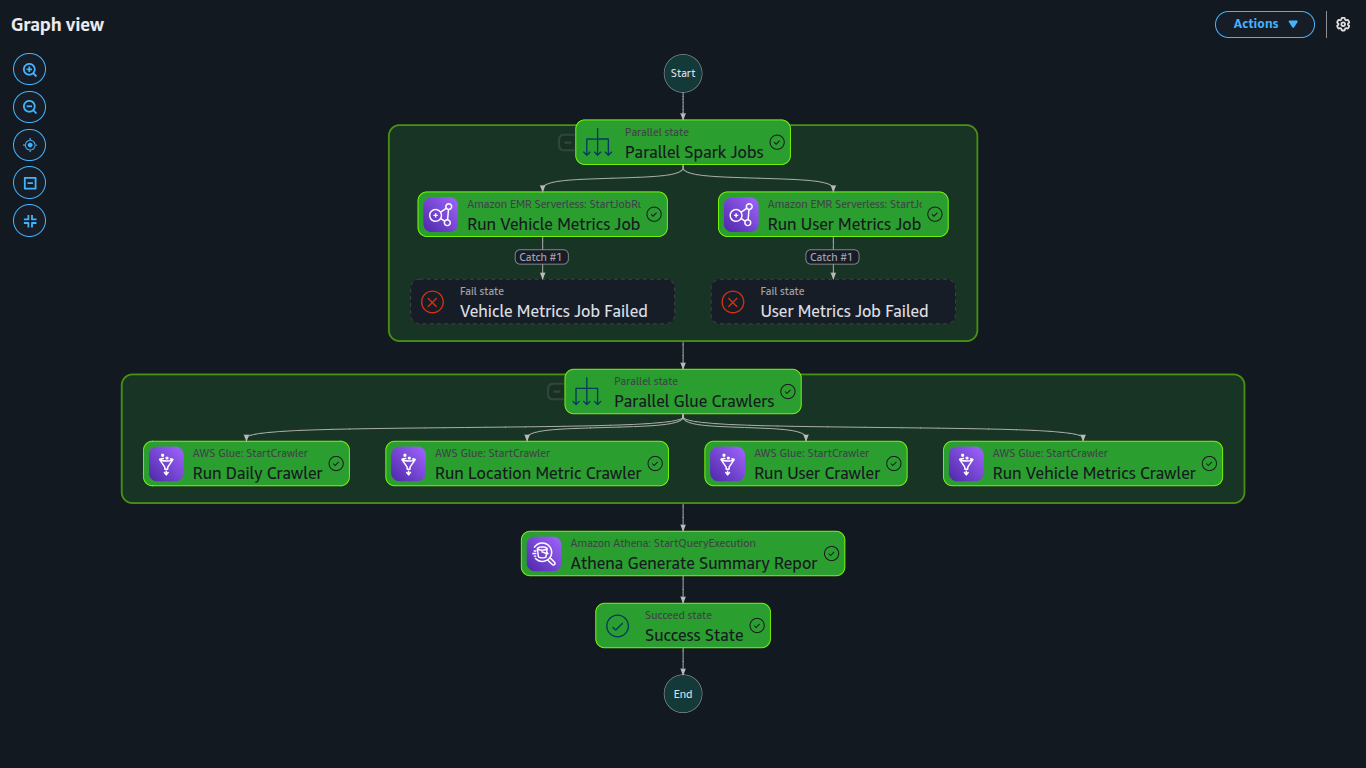 Graph view
Actions
Start
Parallel state
Parallel Spark Jobs
Amazon EMR Serverless: StartJobRu
Run Vehicle Metrics Job
Amazon EMR Serverless: StartJo
Run User Metrics Job
Catch #1
Catch #1
Fail state
Vehicle Metrics Job Failed
Fail state
User Metrics Job Failed
Parallel state
Parallel Glue Crawlers
AWS Glue: StartCrawler
Run Daily Crawler
AWS Glue: StartCrawler
Run Location Metric Crawler
AWS Glue: StartCrawler
Run User Crawler
AWS Glue: StartCrawler
Run Vehicle Metrics Crawler
Amazon Athena: StartQueryExecution
Athena Generate Summary Repor
Succeed state
Success State
End